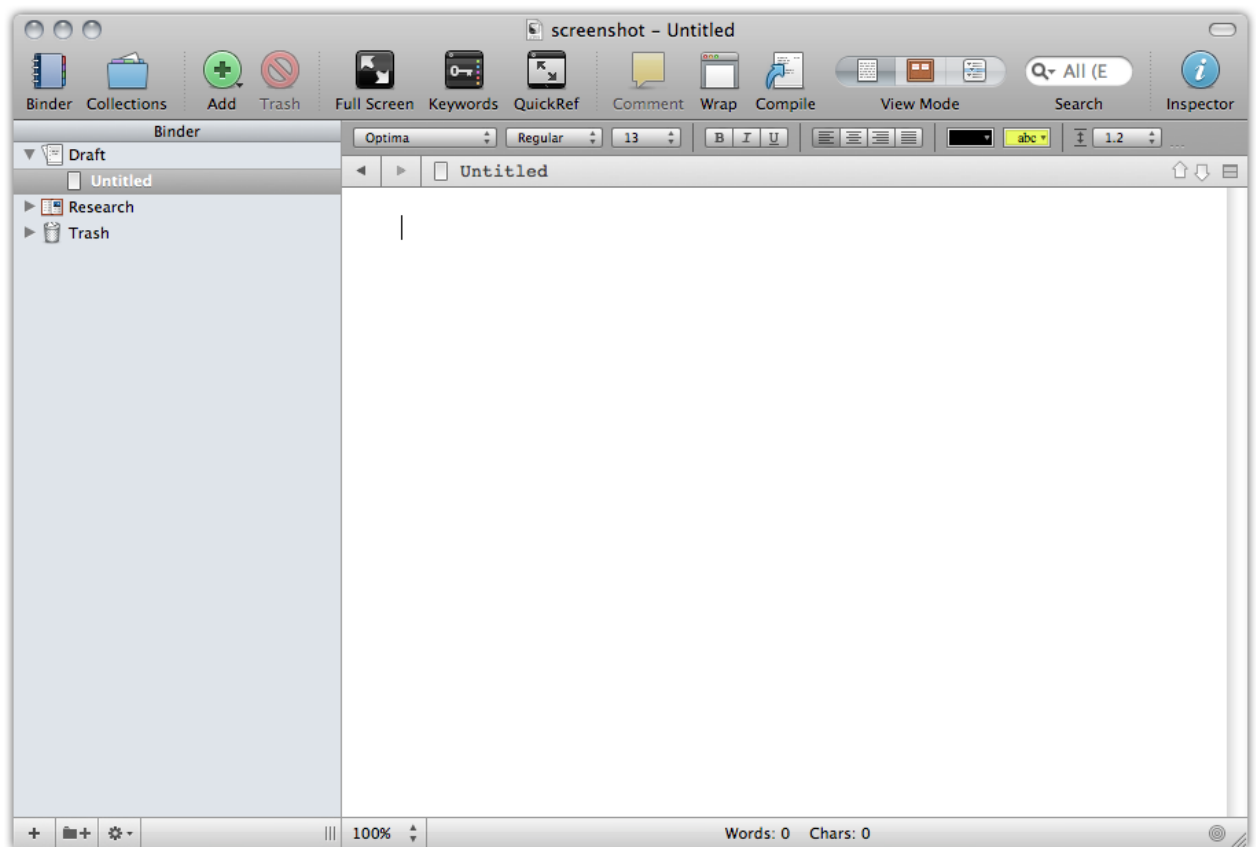 screenshot – Untitled
All (E
Binder Collections Add Trash Full Screen Keywords QuickRef Comment Wrap Compile View Mode Search Inspector
Binder
Optima Regular 13 B I U abc 1.2 ...
Draft
Untitled
Untitled
Research
Trash
100% Words: 0 Chars: 0